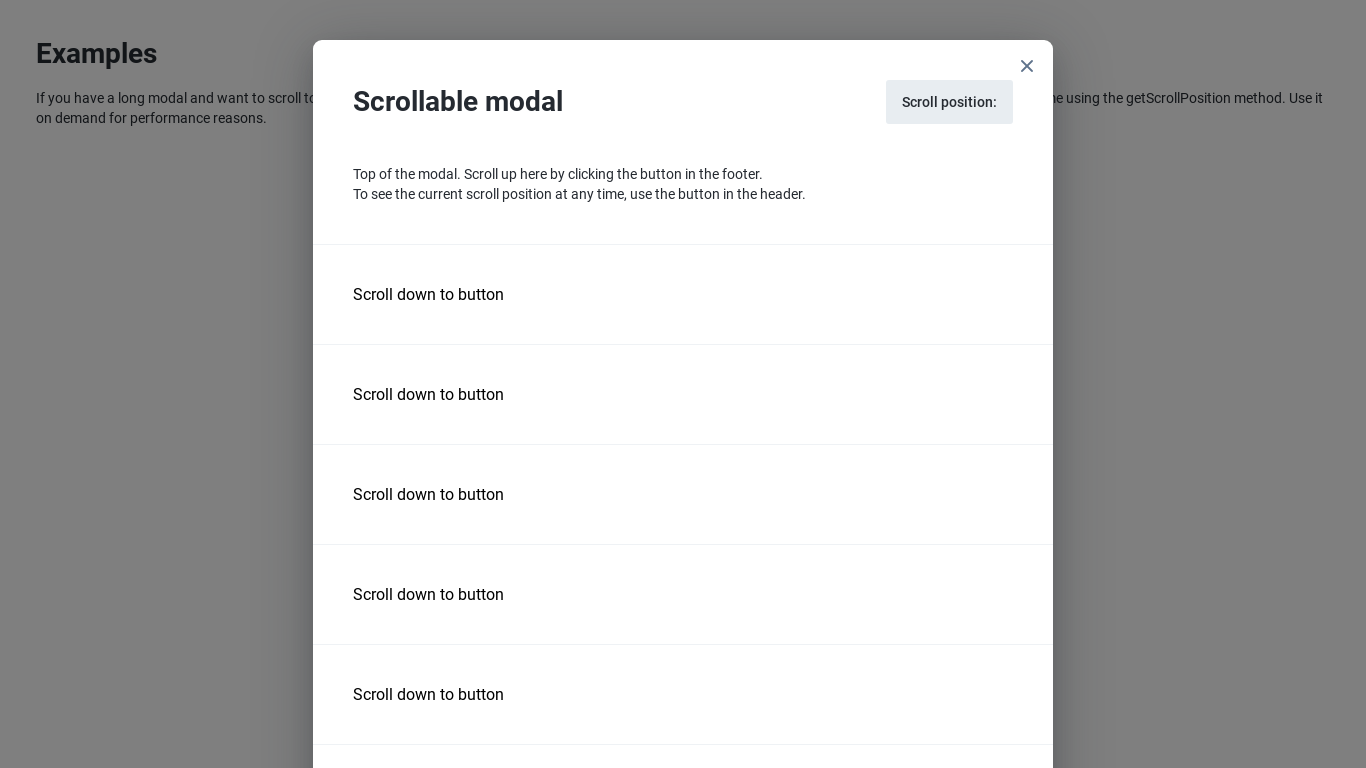 Examples
If you have a long modal and want to scroll to
using the getScrollPosition method. Use it
on demand for performance reasons.
Scrollable modal
Scroll position:
Top of the modal. Scroll up here by clicking the button in the footer.
To see the current scroll position at any time, use the button in the header.
Scroll down to button
Scroll down to button
Scroll down to button
Scroll down to button
Scroll down to button